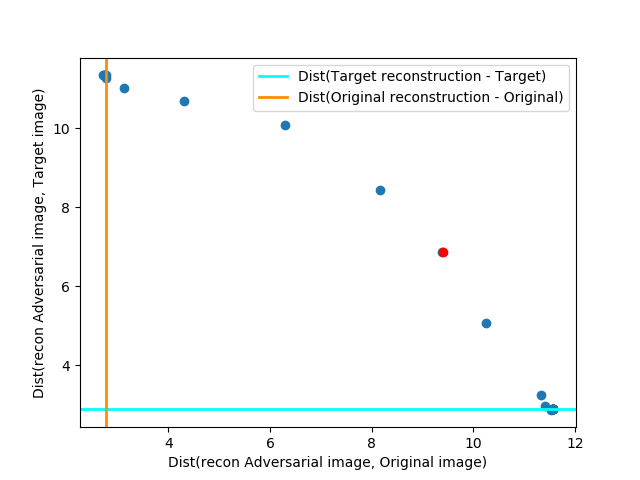 Dist(Target reconstruction - Target)
Dist(Original reconstruction - Original)
Dist(recon Adversarial image, Target image)
10
8
6
4
4
6
8
10
12
Dist(recon Adversarial image, Original image)